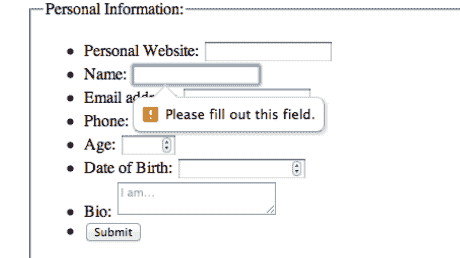 Personal Information:
Personal Website:
Name:
Email
Please fill out this field.
Phone:
Age:
Date of Birth:
I am...
Bio:
Submit